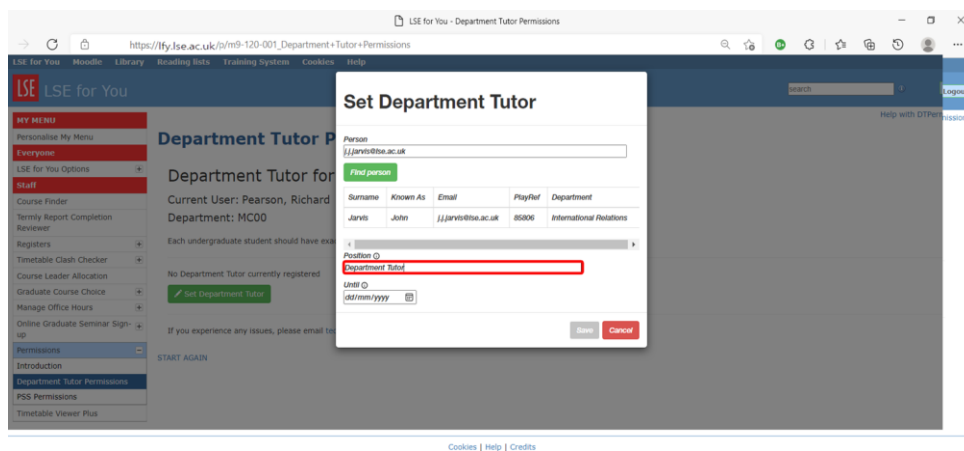 LSE for You - Department Tutor Permissions
https://lfy.lse.ac.uk/p/m9-120-001_Department+Tutor+Permissions
LSE for You Moodle Library Reading lists Training System Cookies Help
LSE LSE for You
search
Logou
Help with DTPerm
nission
MY MENU
Personalise My Menu
Everyone
LSE for You Options
Staff
Course Finder
Termly Report Completion
Reviewer
Registers
Timetable Clash Checker
Course Leader Allocation
Graduate Course Choice
Manage Office Hours
Online Graduate Seminar Sign-
up
Permissions
Introduction
Department Tutor Permissions
PSS Permissions
Timetable Viewer Plus
Department Tutor P
Department Tutor for
Current User: Pearson, Richard
Department: MC00
Each undergraduate student should have exa
No Department Tutor currently registered
Set Department Tutor
If you experience any issues, please email tec
START AGAIN
Set Department Tutor
Person
j.j.jarvis@lse.ac.uk
Find person
Surname Known As Email PlayRef Department
Jarvis John j.j.jarvis@lse.ac.uk 85806 International Relations
Position
Department Tutor
Until
dd/mm/yyyy
Save Cancel
Cookies | Help | Credits